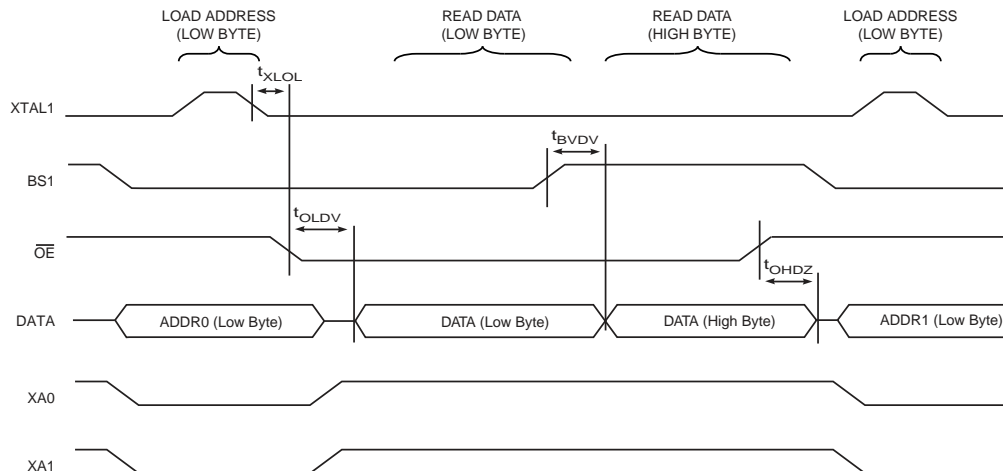 LOAD ADDRESS
(LOW BYTE)
READ DATA
(LOW BYTE)
READ DATA
(HIGH BYTE)
LOAD ADDRESS
(LOW BYTE)
tXLOL
XTAL1
tBVDV
BS1
tOLDV
OE
tOHDZ
DATA
ADDR0 (Low Byte)
DATA (Low Byte)
DATA (High Byte)
ADDR1 (Low Byte)
XA0
XA1